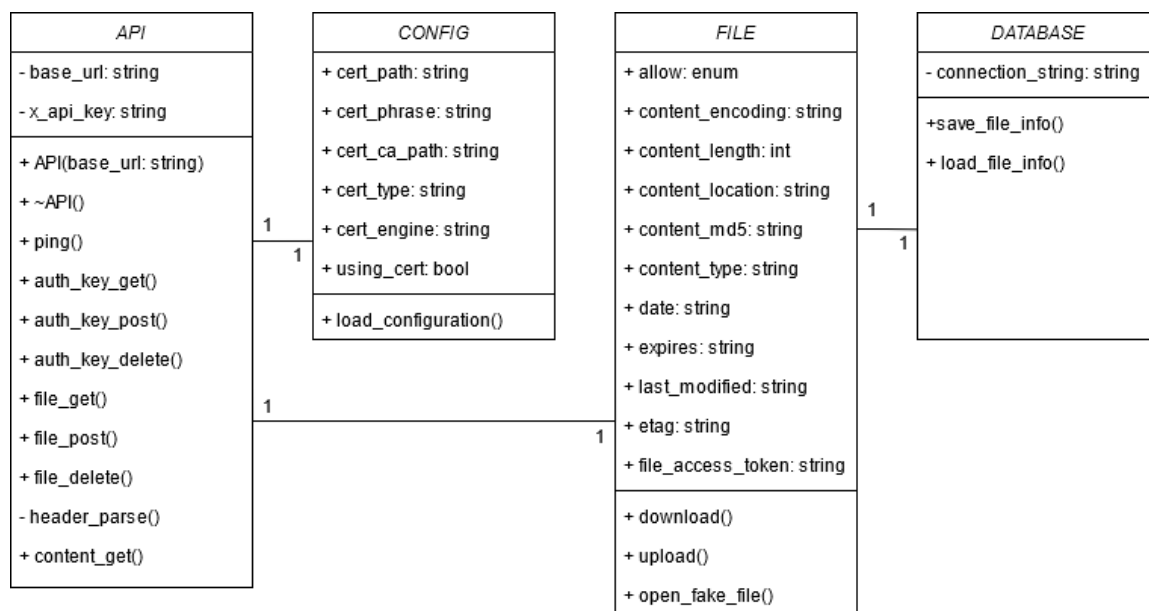 API
- base_url: string
- x_api_key: string
+ API(base_url: string)
+ ~API()
+ ping()
+ auth_key_get()
+ auth_key_post()
+ auth_key_delete()
+ file_get()
+ file_post()
+ file_delete()
- header_parse()
+ content_get()
1
1
1
1
CONFIG
+ cert_path: string
+ cert_phrase: string
+ cert_ca_path: string
+ cert_type: string
+ cert_engine: string
+ using_cert: bool
+ load_configuration()
FILE
+ allow: enum
+ content_encoding: string
+ content_length: int
+ content_location: string
+ content_md5: string
+ content_type: string
+ date: string
+ expires: string
+ last_modified: string
+ etag: string
+ file_access_token: string
+ download()
+ upload()
+ open_fake_file()
1
1
DATABASE
- connection_string: string
+save_file_info()
+ load_file_info()